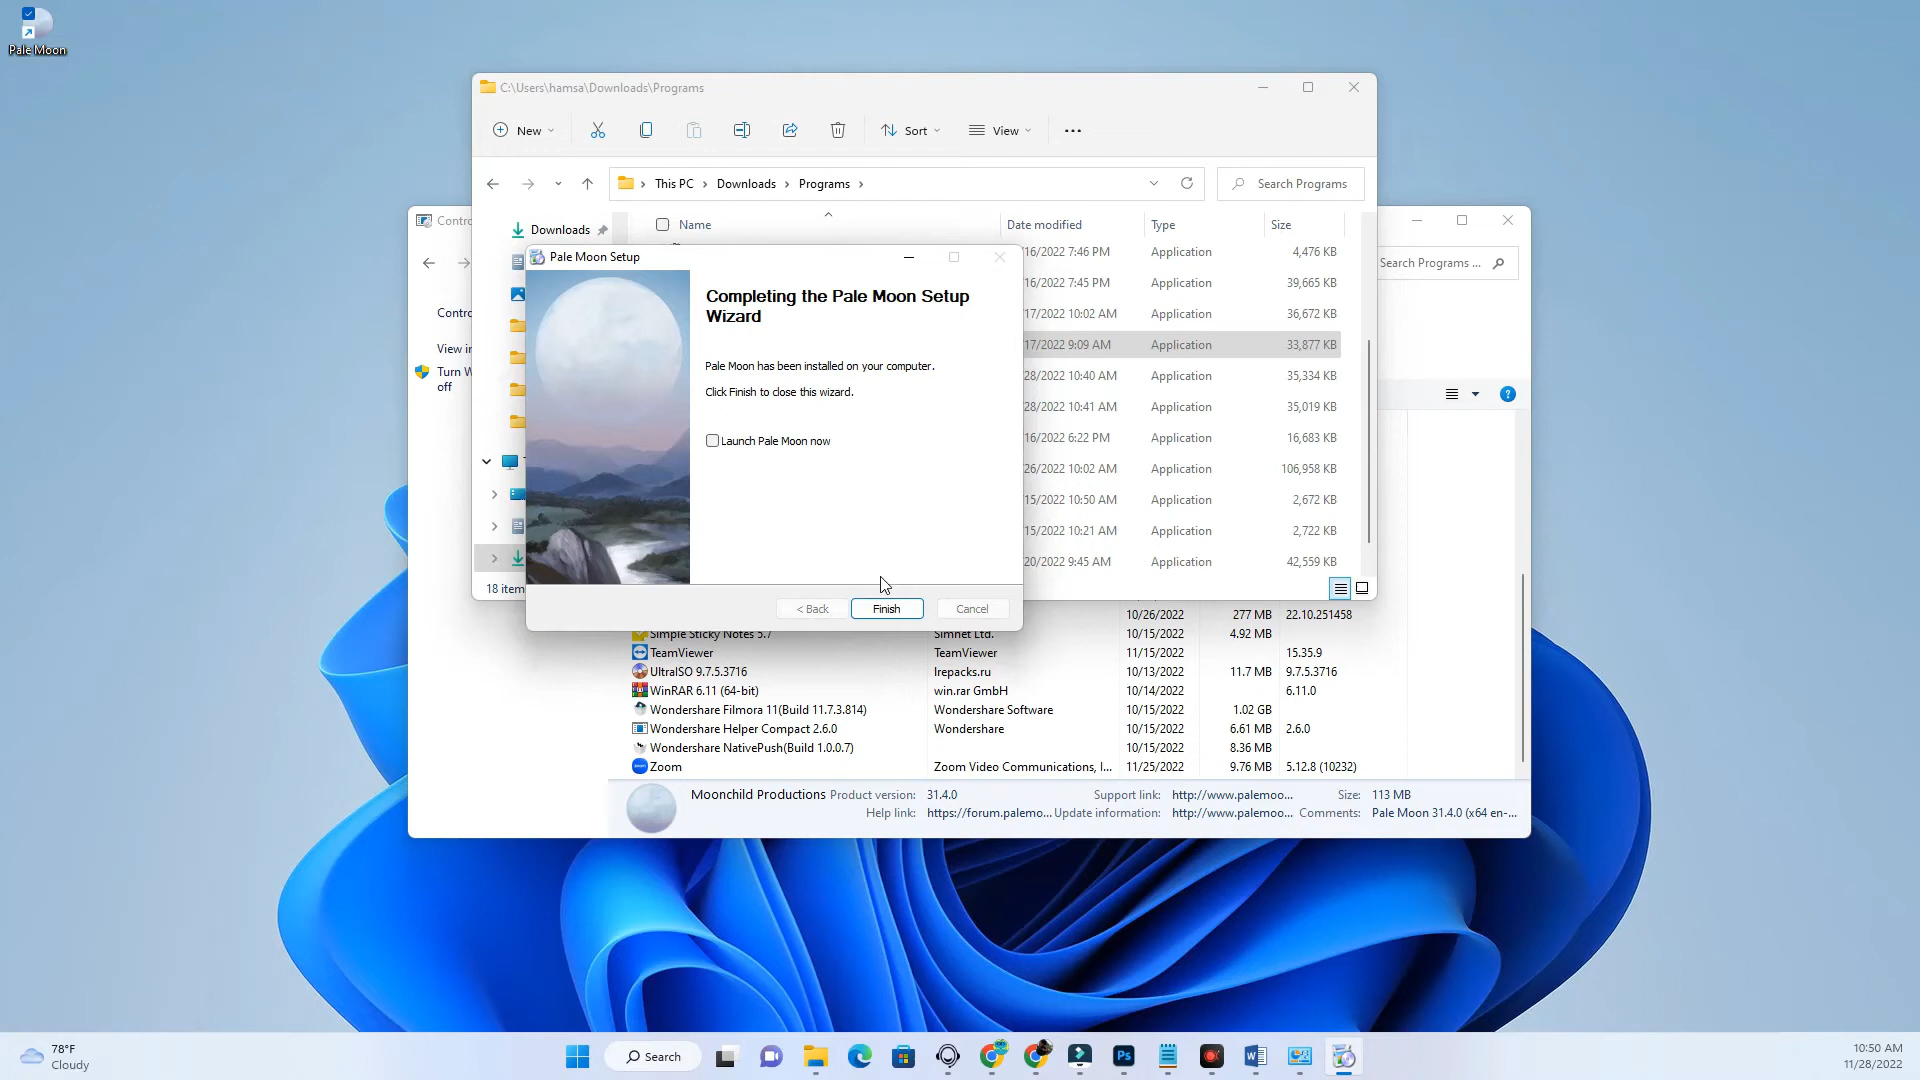 Pale Moon
C:\Users\hamsa\Downloads\Programs
New
Sort
View
This PC
Downloads
Programs
Search Programs
Downloads
Name
Date modified
Type
Size
16/2022 7:46 PM Application 4,476 KB
16/2022 7:45 PM Application 39,665 KB
17/2022 10:02 AM Application 36,672 KB
17/2022 9:09 AM Application 33,877 KB
28/2022 10:40 AM Application 35,334 KB
28/2022 10:41 AM Application 35,019 KB
16/2022 6:22 PM Application 16,683 KB
26/2022 10:02 AM Application 106,958 KB
15/2022 10:50 AM Application 2,672 KB
15/2022 10:21 AM Application 2,722 KB
20/2022 9:45 AM Application 42,559 KB
18 item
Pale Moon Setup
Completing the Pale Moon Setup
Wizard
Pale Moon has been installed on your computer.
Click Finish to close this wizard.
Launch Pale Moon now
< Back
Finish
Cancel
Contro
Search Programs ...
Contro
View in
Turn W
off
10/26/2022 277 MB 22.10.251458
Simple Sticky Notes 5.7 Simnet Ltd. 10/15/2022 4.92 MB
TeamViewer TeamViewer 11/15/2022 15.35.9
UltraISO 9.7.5.3716 lrepacks.ru 10/13/2022 11.7 MB 9.7.5.3716
WinRAR 6.11 (64-bit) win.rar GmbH 10/14/2022 6.11.0
Wondershare Filmora 11(Build 11.7.3.814) Wondershare Software 10/15/2022 1.02 GB
Wondershare Helper Compact 2.6.0 Wondershare 10/15/2022 6.61 MB 2.6.0
Wondershare NativePush(Build 1.0.0.7) 10/15/2022 8.36 MB
Zoom Zoom Video Communications, I... 11/25/2022 9.76 MB 5.12.8 (10232)
Moonchild Productions Product version: 31.4.0 Support link: http://www.palemoo... Size: 113 MB
Help link: https://forum.palemo... Update information: http://www.palemoo... Comments: Pale Moon 31.4.0 (x64 en-...
78°F
Cloudy
Search
Ps
10:50 AM
11/28/2022